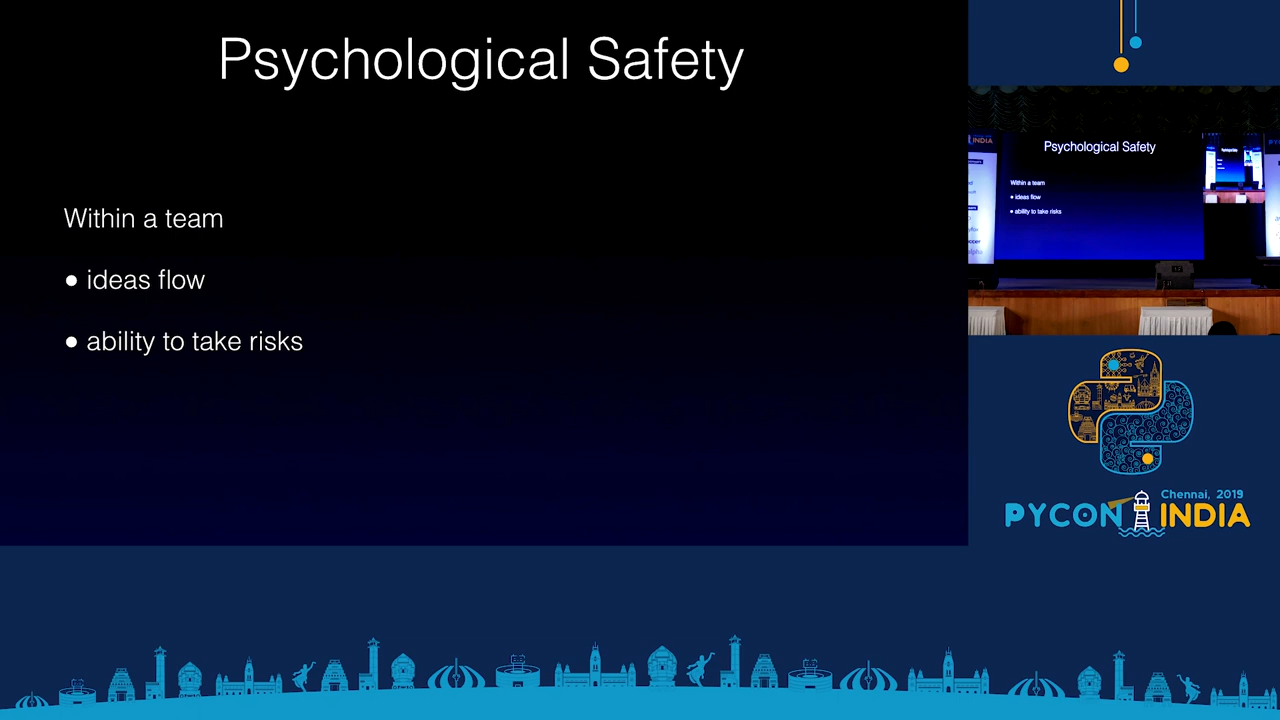 Psychological Safety
Within a team
• ideas flow
• ability to take risks
INDIA
Psychological Safety
Within a team
• ideas flow
• ability to take risks
Chennai, 2019
PYCON INDIA